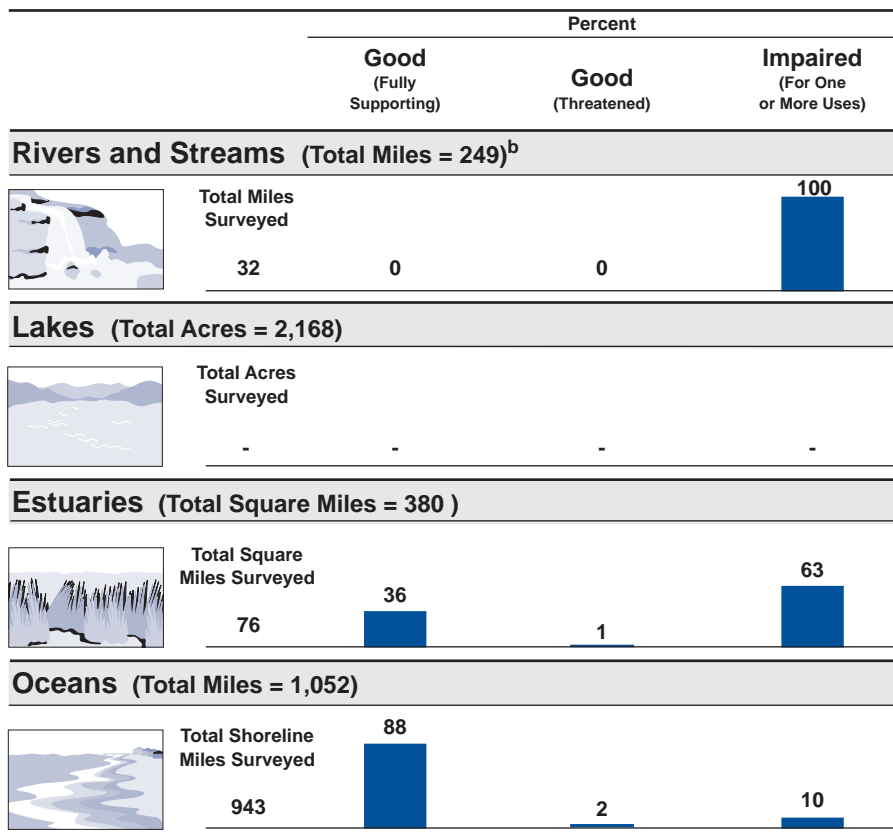 Percent
Good
(Fully
Supporting)
Good
(Threatened)
Impaired
(For One
or More Uses)
Rivers and Streams (Total Miles = 249)b
Total Miles
Surveyed
32 0 0 100
Lakes (Total Acres = 2,168)
Total Acres
Surveyed
- - - -
Estuaries (Total Square Miles = 380 )
Total Square
Miles Surveyed
76 36 1 63
Oceans (Total Miles = 1,052)
Total Shoreline
Miles Surveyed
943 88 2 10